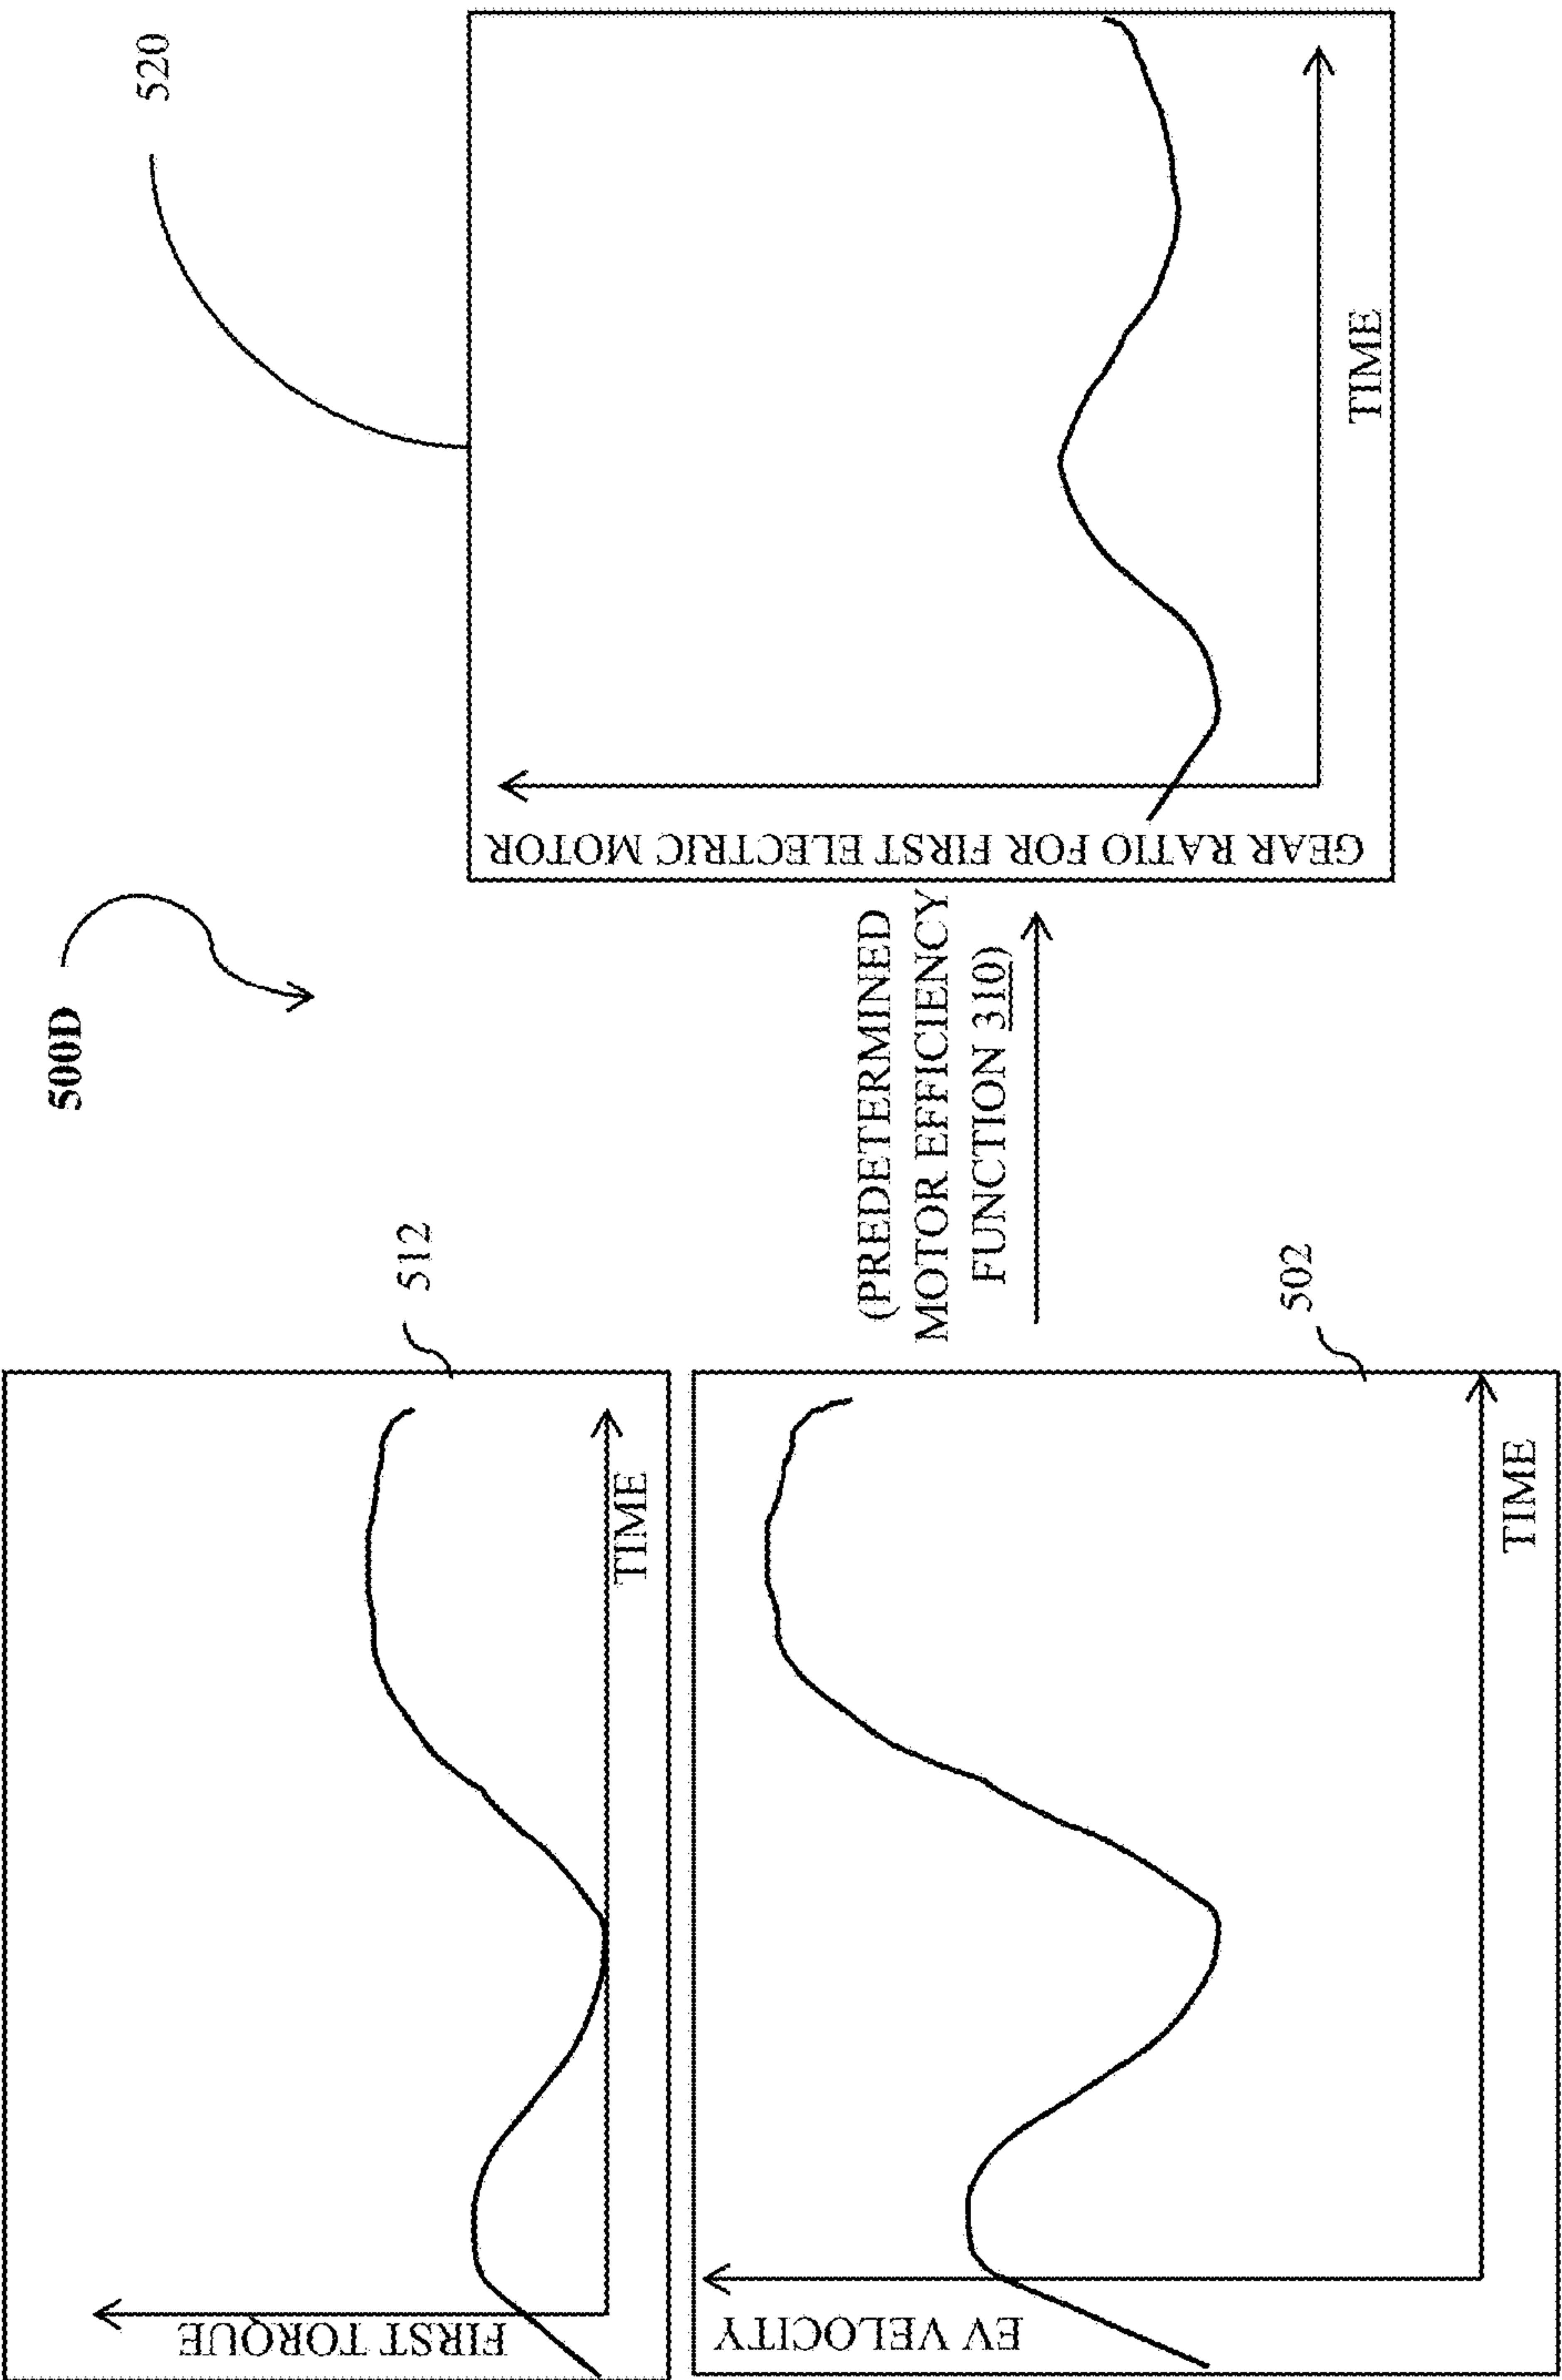 500D
512
FIRST TORQUE
TIME
502
EV VELOCITY
TIME
(PREDETERMINED
MOTOR EFFICIENCY
FUNCTION 310)
520
GEAR RATIO FOR FIRST ELECTRIC MOTOR
TIME